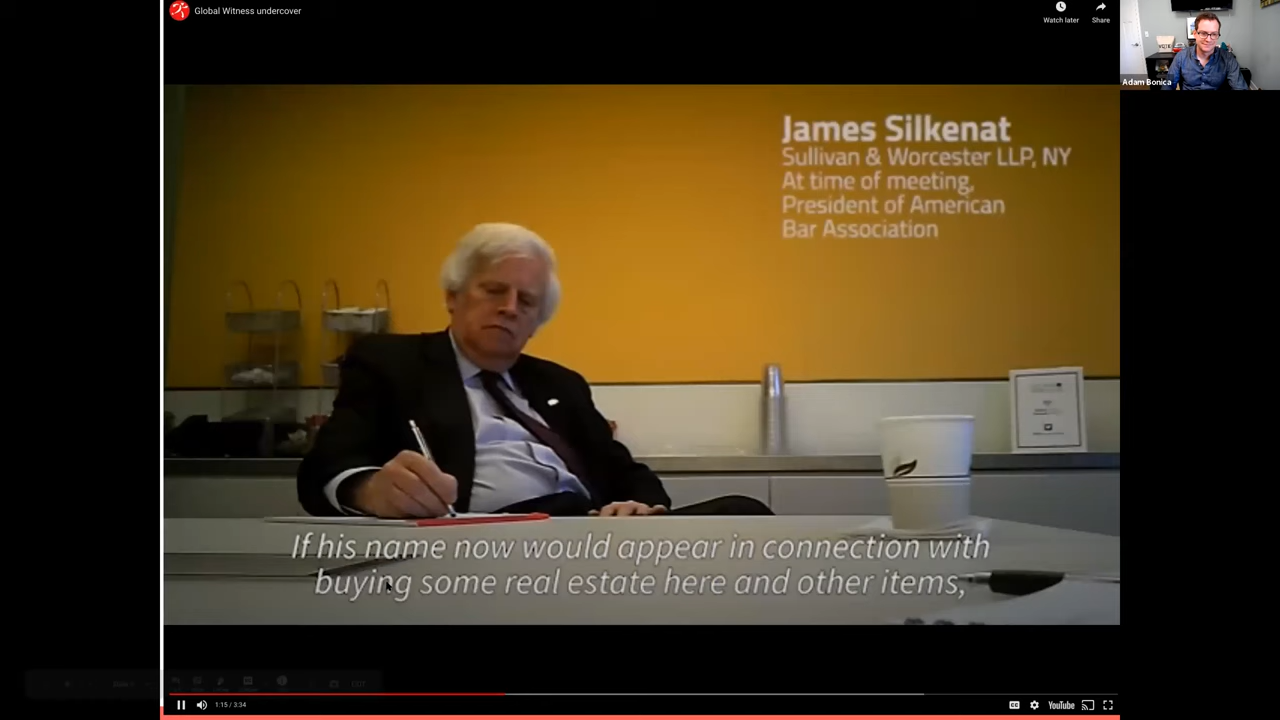 Global Witness undercover
Watch later
Share
Adam Bonica
James Silkenat
Sullivan & Worcester LLP, NY
At time of meeting,
President of American
Bar Association
If his name now would appear in connection with
buying some real estate here and other items,
1:15 / 3:34
CC
YouTube